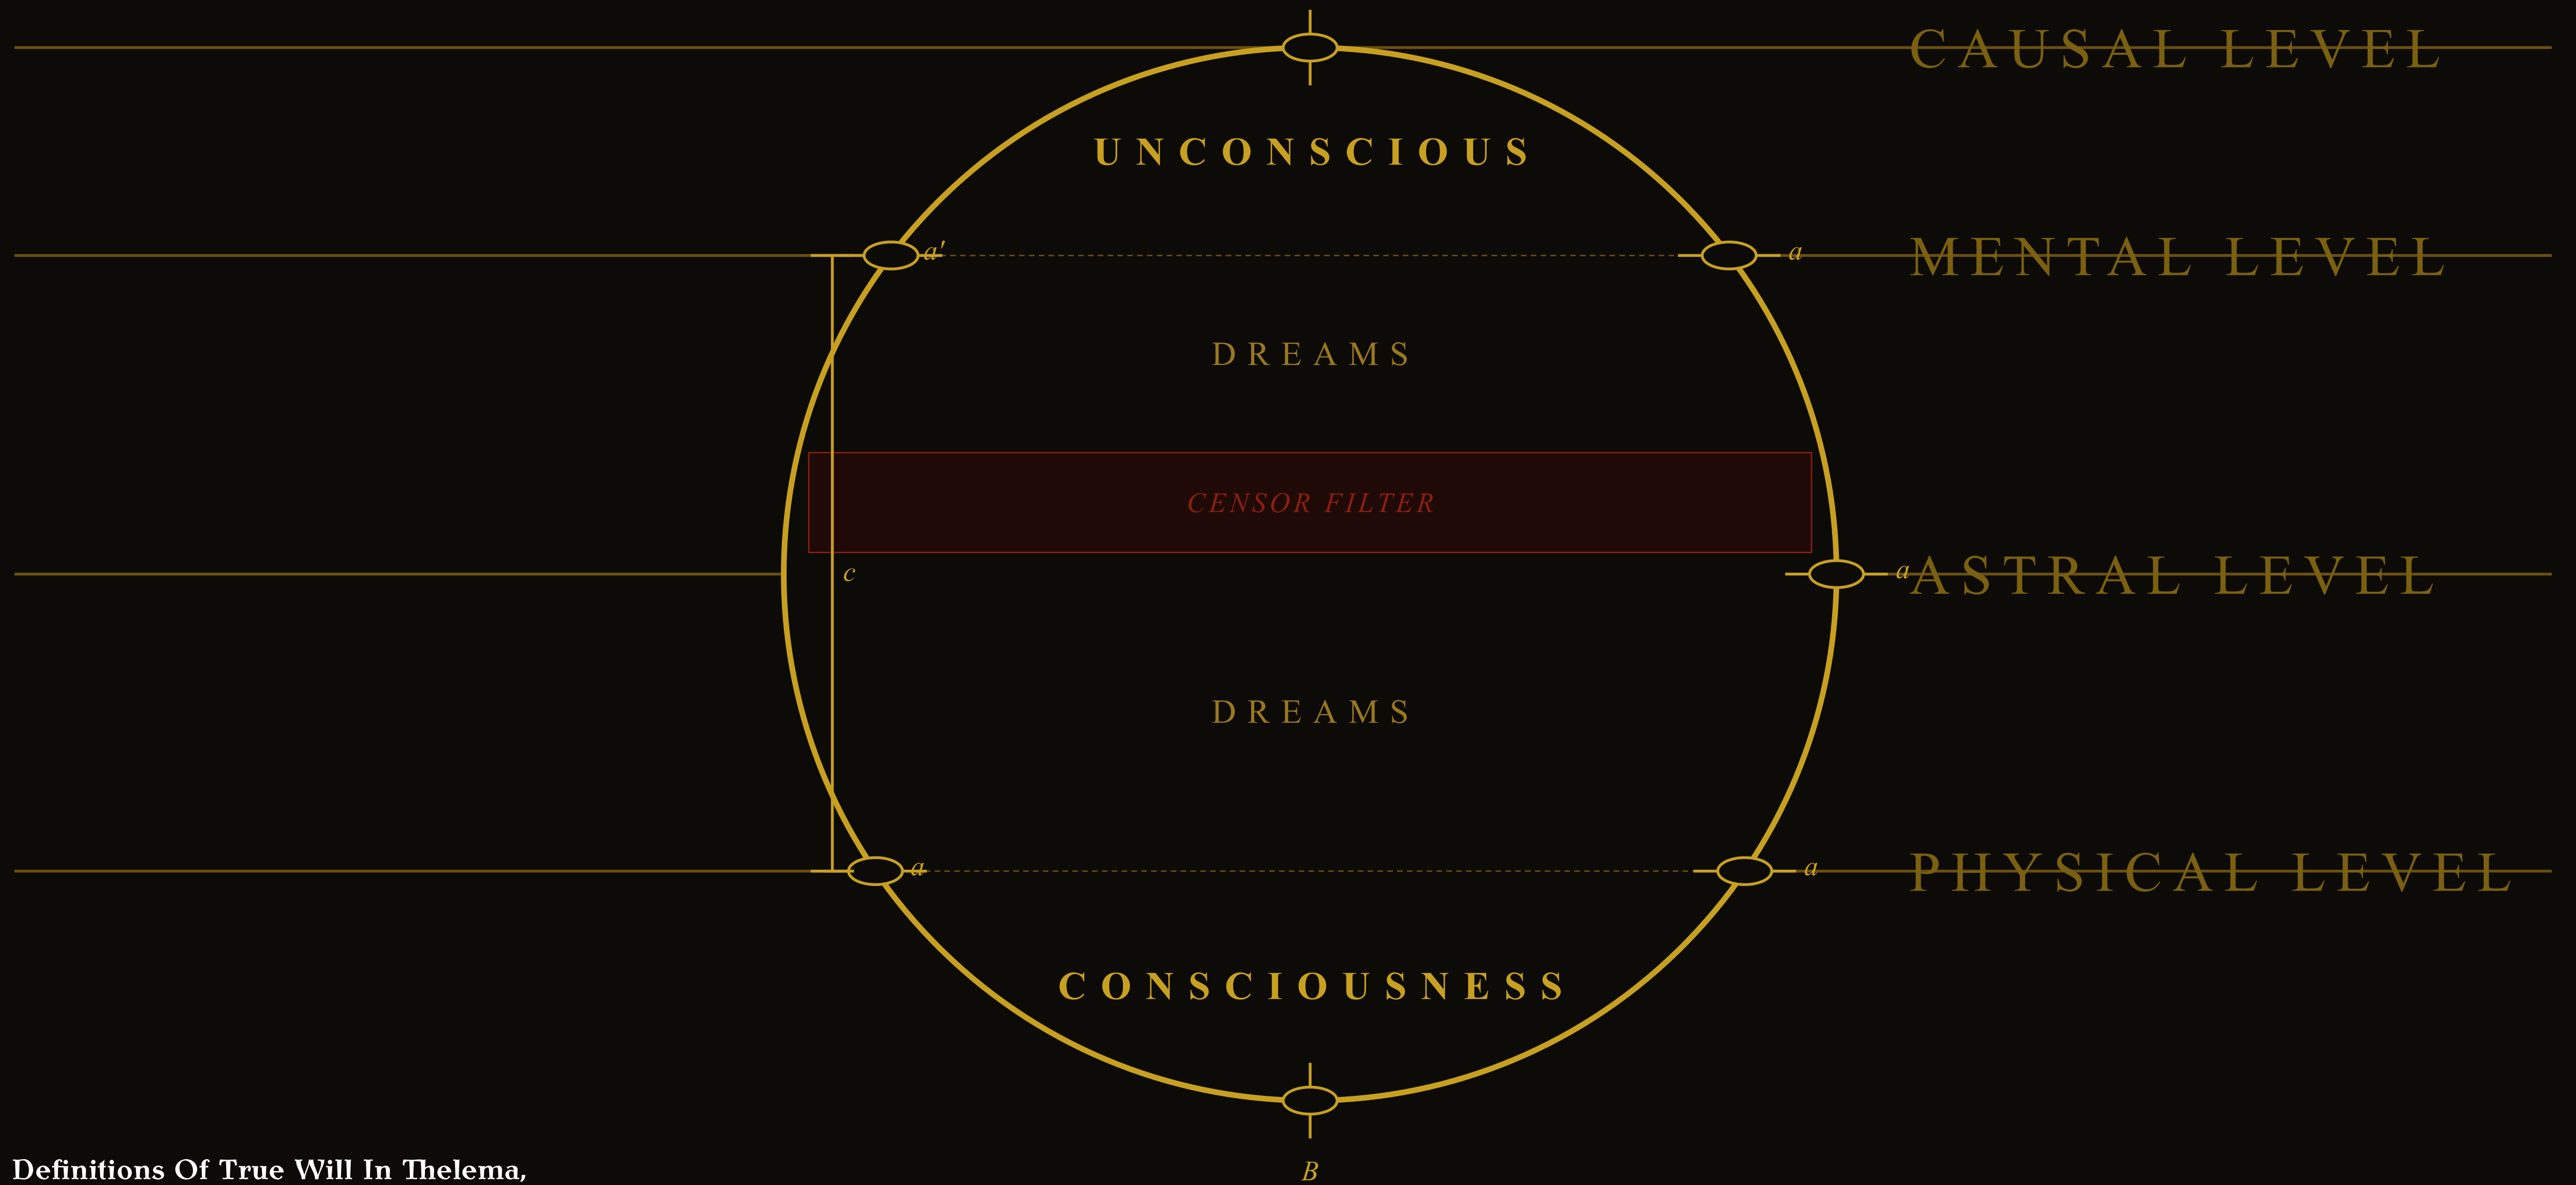 CAUSAL LEVEL
UNCONSCIOUS
a'
a
MENTAL LEVEL
DREAMS
CENSOR FILTER
c
a
ASTRAL LEVEL
DREAMS
a
a
PHYSICAL LEVEL
CONSCIOUSNESS
Definitions Of True Will In Thelema,
B